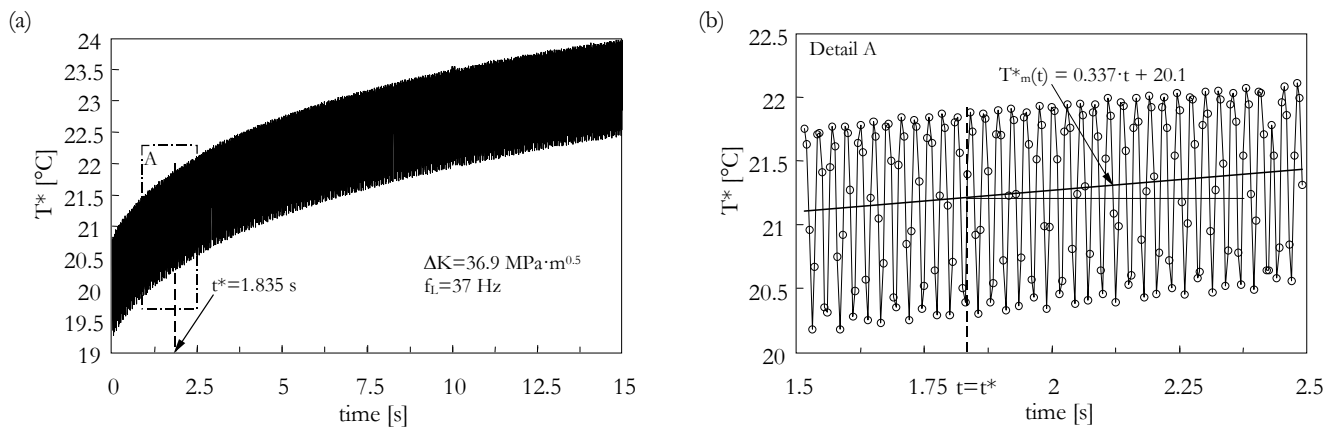 (a)
24
23.5
23
22.5
22
21.5
21
20.5
20
19.5
19
T* [°C]
A
t*=1.835 s
ΔK=36.9 MPa·m0.5
fL=37 Hz
0 2.5 5 7.5 10 12.5 15
time [s]
(b)
22.5
22
21.5
21
20.5
20
T* [°C]
Detail A
T*m(t) = 0.337·t + 20.1
1.5 1.75 t=t* 2 2.25 2.5
time [s]